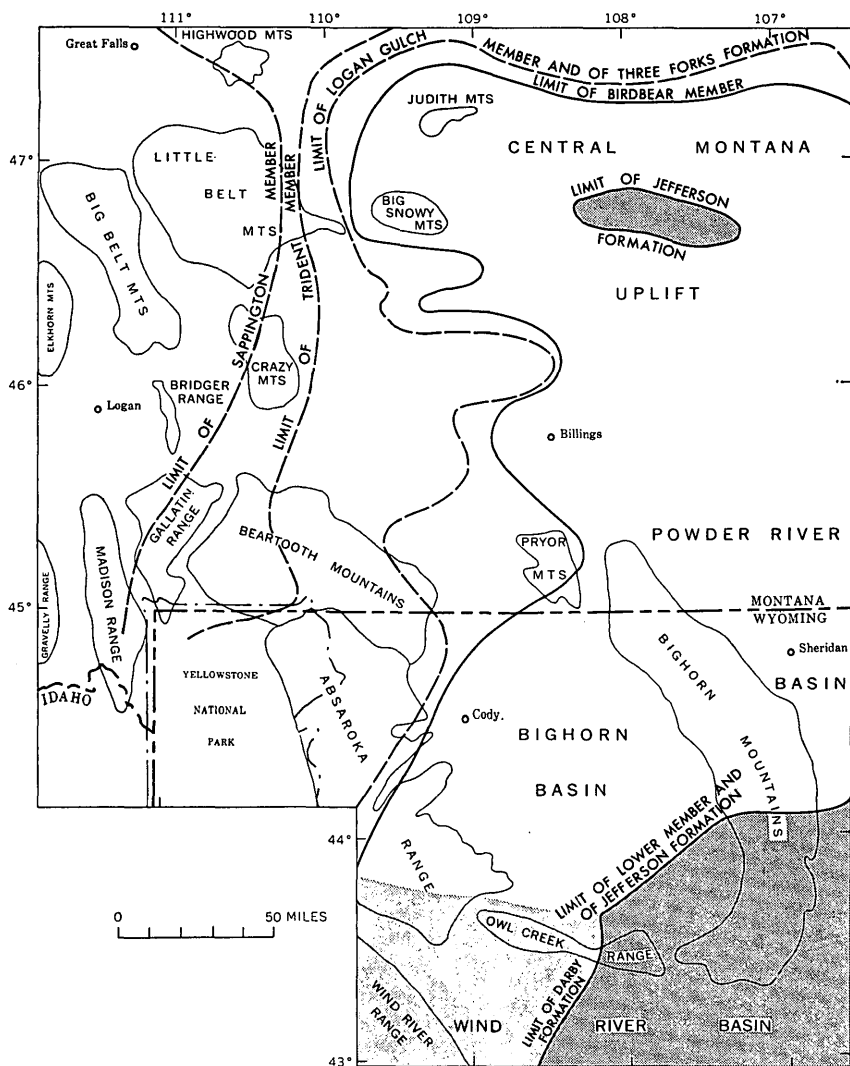 111°
110°
109°
108°
107°
HIGHWOOD MTS
Great Falls
LIMIT OF LOGAN GULCH
MEMBER AND OF THREE FORKS FORMATION
LIMIT OF BIRDBEAR MEMBER
JUDITH MTS
47°
LITTLE
BELT
MTS
CENTRAL MONTANA
UPLIFT
LIMIT OF JEFFERSON
FORMATION
BIG
SNOWY
MTS
BIG BELT MTS
ELKHORN MTS
LIMIT OF SAPPINGTON MEMBER
LIMIT OF TRIDENT MEMBER
46°
CRAZY
MTS
BRIDGER
RANGE
Logan
Billings
GALLATIN
RANGE
BEARTOOTH MOUNTAINS
MADISON RANGE
GRAVELLY RANGE
PRYOR
MTS
POWDER RIVER
BASIN
45°
MONTANA
WYOMING
IDAHO
YELLOWSTONE
NATIONAL
PARK
ABSAROKA
RANGE
Cody.
Sheridan
BIGHORN
MOUNTAINS
BIGHORN
BASIN
44°
LIMIT OF LOWER MEMBER AND
OF JEFFERSON FORMATION
0 50 MILES
OWL CREEK
RANGE
LIMIT OF DARBY
FORMATION
WIND RIVER
RANGE
WIND RIVER BASIN
43°